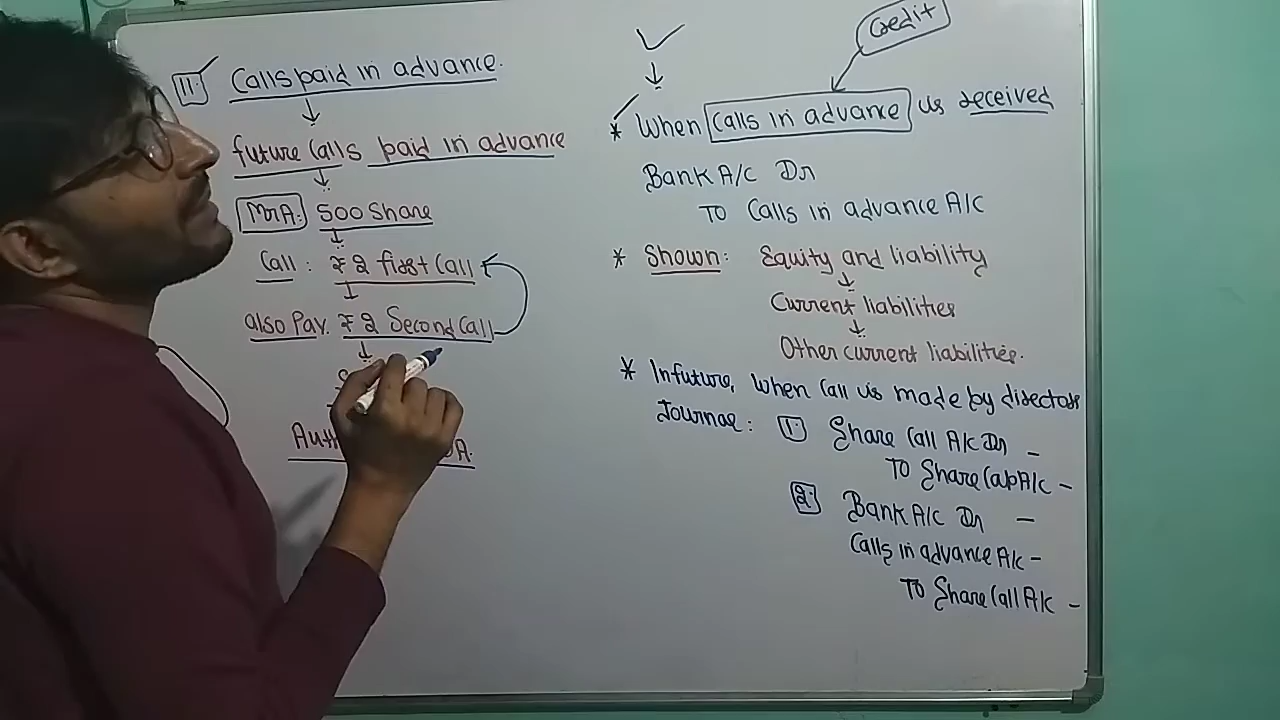 11. Calls paid in advance.
future Calls paid in advance
Mr A. 500 Share
Call : ₹ 2 first Call
also Pay. ₹ 2 Second Call
A.
Credit
* When Calls in advance is received
Bank A/C Dr
To Calls in advance A/C
* Shown: Equity and liability
Current liabilities
Other current liabilities.
* In future, When Call is made by directors
Journal : 1. Share Call A/c Dr -
To Share Cap A/c -
2. Bank A/C Dr -
Calls in advance A/c -
To Share Call A/c -